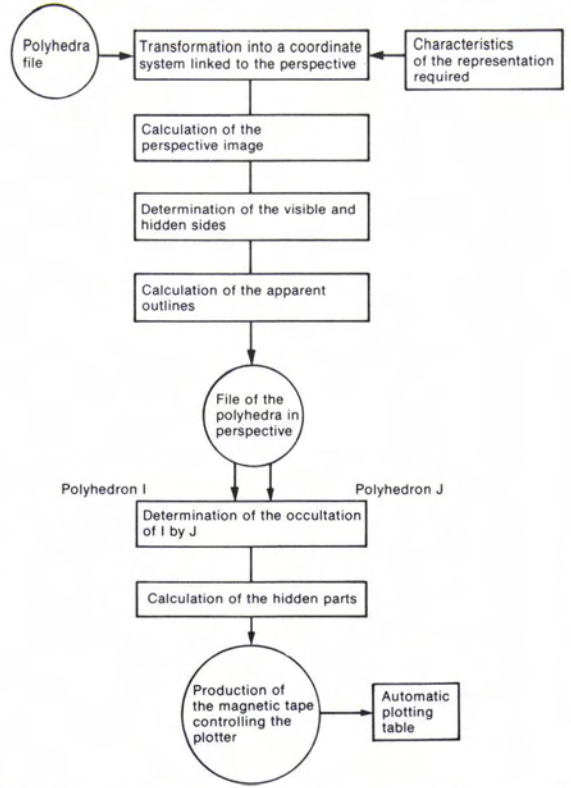 Polyhedra
file
Transformation into a coordinate
system linked to the perspective
Characteristics
of the representation
required
Calculation of the
perspective image
Determination of the visible and
hidden sides
Calculation of the apparent
outlines
File of the
polyhedra in
perspective
Polyhedron I
Polyhedron J
Determination of the occultation
of I by J
Calculation of the hidden parts
Production of
the magnetic tape
controlling the
plotter
Automatic
plotting
table